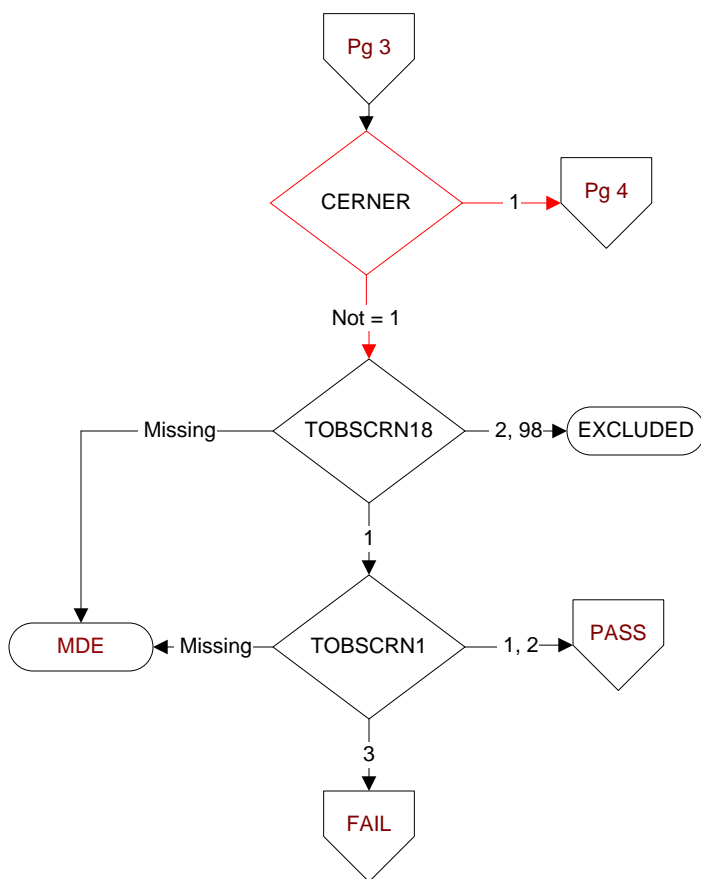 Pg 3
CERNER
1
Pg 4
Not = 1
Missing
TOBSCRN18
2, 98
EXCLUDED
1
MDE
Missing
TOBSCRN1
1, 2
PASS
3
FAIL